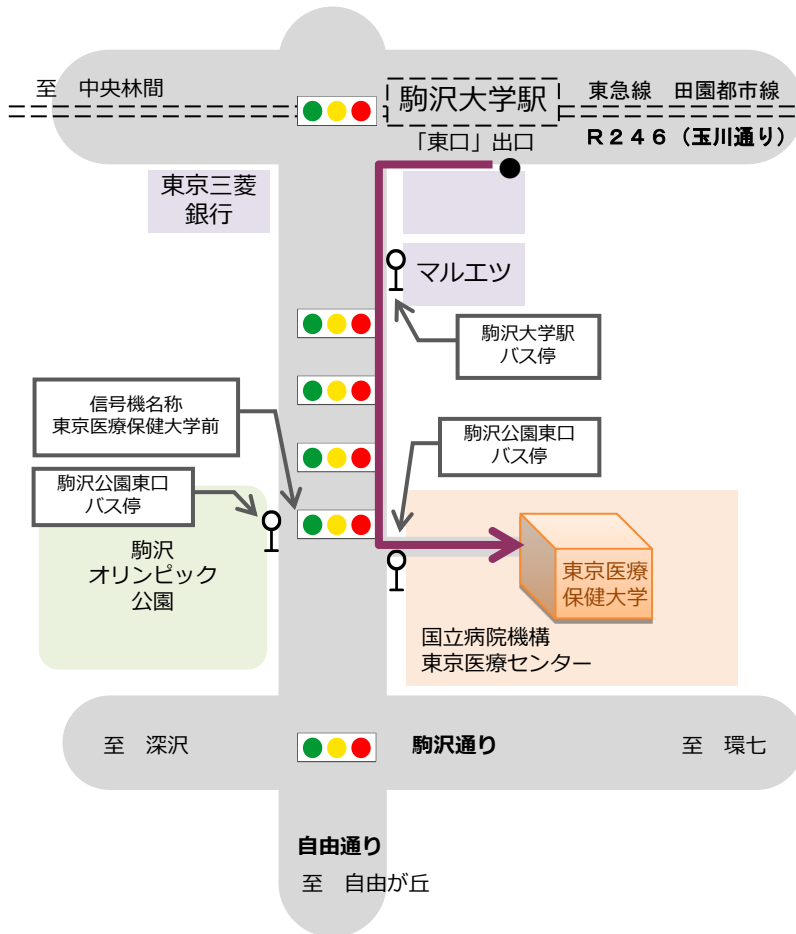 至　中央林間
駒沢大学駅
東急線　田園都市線
「東口」出口
Ｒ２４６（玉川通り）
東京三菱
銀行
マルエツ
駒沢大学駅
バス停
信号機名称
東京医療保健大学前
駒沢公園東口
バス停
駒沢公園東口
バス停
駒沢
オリンピック
公園
東京医療
保健大学
国立病院機構
東京医療センター
至　深沢
駒沢通り
至　環七
自由通り
至　自由が丘